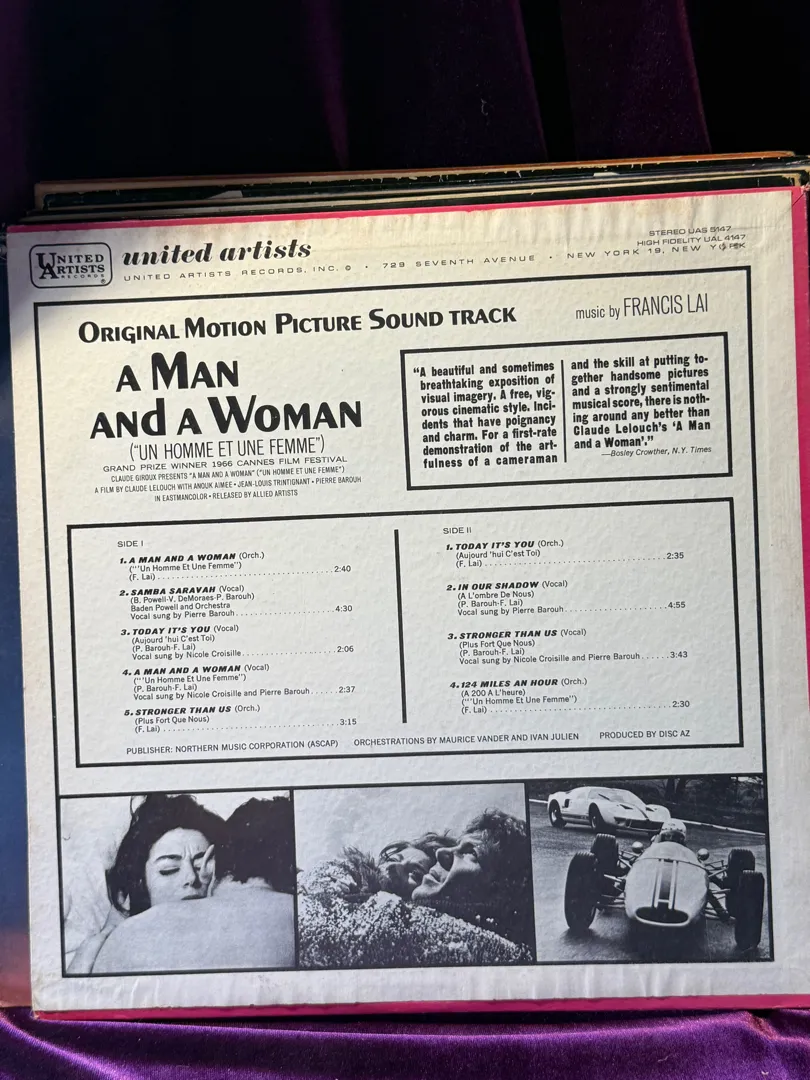 UNITED
ARTISTS
RECORDS
®
united artists
UNITED ARTISTS RECORDS, INC. ® • 729 SEVENTH AVENUE • NEW YORK 19, NEW YORK
STEREO UAS 5147
HIGH FIDELITY UAL 4147
ORIGINAL MOTION PICTURE SOUND TRACK
music by FRANCIS LAI
A MAN
AND A WOMAN
("UN HOMME ET UNE FEMME")
GRAND PRIZE WINNER 1966 CANNES FILM FESTIVAL
CLAUDE GIROUX PRESENTS "A MAN AND A WOMAN" ("UN HOMME ET UNE FEMME")
A FILM BY CLAUDE LELOUCH WITH ANOUK AIMEE • JEAN-LOUIS TRINTIGNANT • PIERRE BAROUH
IN EASTMANCOLOR • RELEASED BY ALLIED ARTISTS
"A beautiful and sometimes
breathtaking exposition of
visual imagery. A free, vig-
orous cinematic style. Inci-
dents that have poignancy
and charm. For a first-rate
demonstration of the art-
fulness of a cameraman
and the skill at putting to-
gether handsome pictures
and a strongly sentimental
musical score, there is noth-
ing around any better than
Claude Lelouch's 'A Man
and a Woman'."
—Bosley Crowther, N.Y. Times
SIDE I
1. A MAN AND A WOMAN (Orch.)
("'Un Homme Et Une Femme")
(F. Lai) . . . . . . . . . . . . . . . . . . . . 2:40
2. SAMBA SARAVAH (Vocal)
(B. Powell-V. DeMoraes-P. Barouh)
Baden Powell and Orchestra
Vocal sung by Pierre Barouh . . . . . . . . . . 4:30
3. TODAY IT'S YOU (Vocal)
(Aujourd 'hui C'est Toi)
(P. Barouh-F. Lai)
Vocal sung by Nicole Croisille . . . . . . . . . . 2:06
4. A MAN AND A WOMAN (Vocal)
("'Un Homme Et Une Femme")
(P. Barouh-F. Lai)
Vocal sung by Nicole Croisille and Pierre Barouh . . . . . . 2:37
5. STRONGER THAN US (Orch.)
(Plus Fort Que Nous)
(F. Lai) . . . . . . . . . . . . . . . . . . . . 3:15
SIDE II
1. TODAY IT'S YOU (Orch.)
(Aujourd 'hui C'est Toi)
(F. Lai) . . . . . . . . . . . . . . . . . . . . 2:35
2. IN OUR SHADOW (Vocal)
(A L'ombre De Nous)
(P. Barouh-F. Lai)
Vocal sung by Pierre Barouh . . . . . . . . . . 4:55
3. STRONGER THAN US (Vocal)
(Plus Fort Que Nous)
(P. Barouh-F. Lai)
Vocal sung by Nicole Croisille and Pierre Barouh . . . . . . 3:43
4. 124 MILES AN HOUR (Orch.)
(A 200 A L'heure)
("'Un Homme Et Une Femme")
(F. Lai) . . . . . . . . . . . . . . . . . . . . 2:30
PUBLISHER: NORTHERN MUSIC CORPORATION (ASCAP) ORCHESTRATIONS BY MAURICE VANDER AND IVAN JULIEN PRODUCED BY DISC AZ